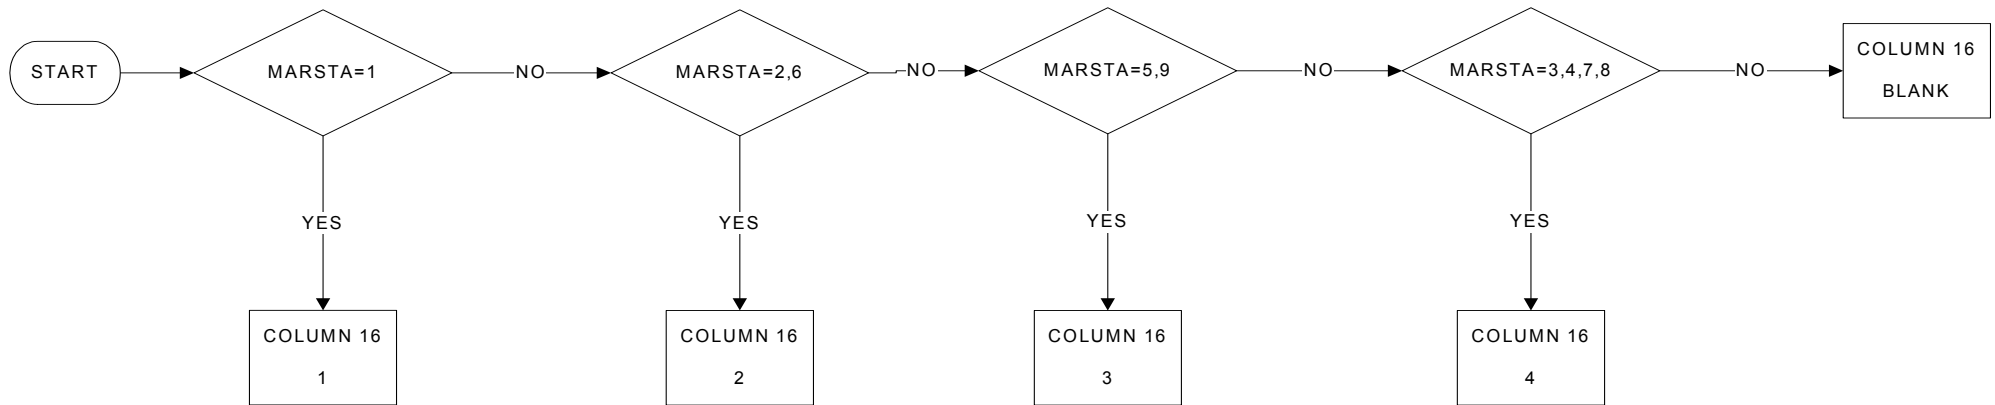 START
MARSTA=1
NO
MARSTA=2,6
NO
MARSTA=5,9
NO
MARSTA=3,4,7,8
NO
COLUMN 16
BLANK
YES
YES
YES
YES
COLUMN 16
1
COLUMN 16
2
COLUMN 16
3
COLUMN 16
4